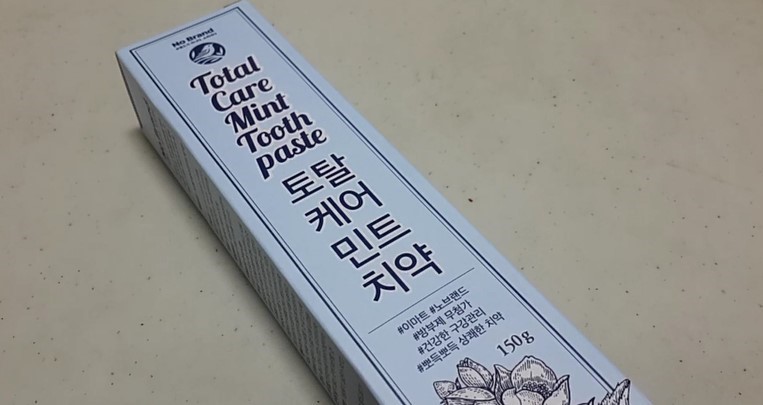 No Brand
Total
Care
Mint
Tooth
paste
토탈
케어
민트
치약
#이마트 #노브랜드
#방부제 무첨가
#건강한 구강관리
#뽀득뽀득 상쾌한 치약
150g